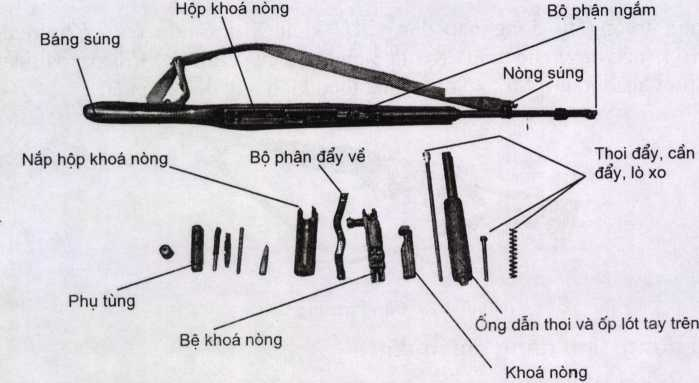 Hộp khoá nòng
Bộ phận ngắm
Báng súng
Nòng súng
Nắp hộp khoá nòng
Bộ phận đẩy về
Thoi đẩy, cần
đẩy, lò xo
Phụ tùng
Bệ khoá nòng
Ống dẫn thoi và ốp lót tay trên
Khoá nòng